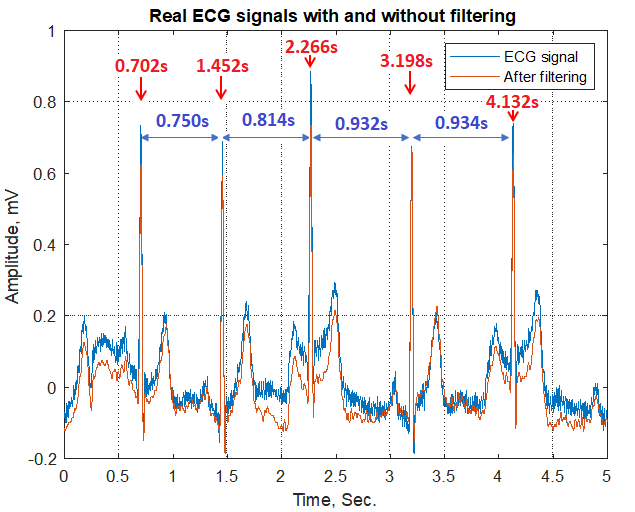 Real ECG signals with and without filtering
1
0.8
0.6
0.4
0.2
0
-0.2
Amplitude, mV
0.702s
1.452s
2.266s
3.198s
4.132s
ECG signal
After filtering
0.750s
0.814s
0.932s
0.934s
0
0.5
1
1.5
2
2.5
3
3.5
4
4.5
5
Time, Sec.